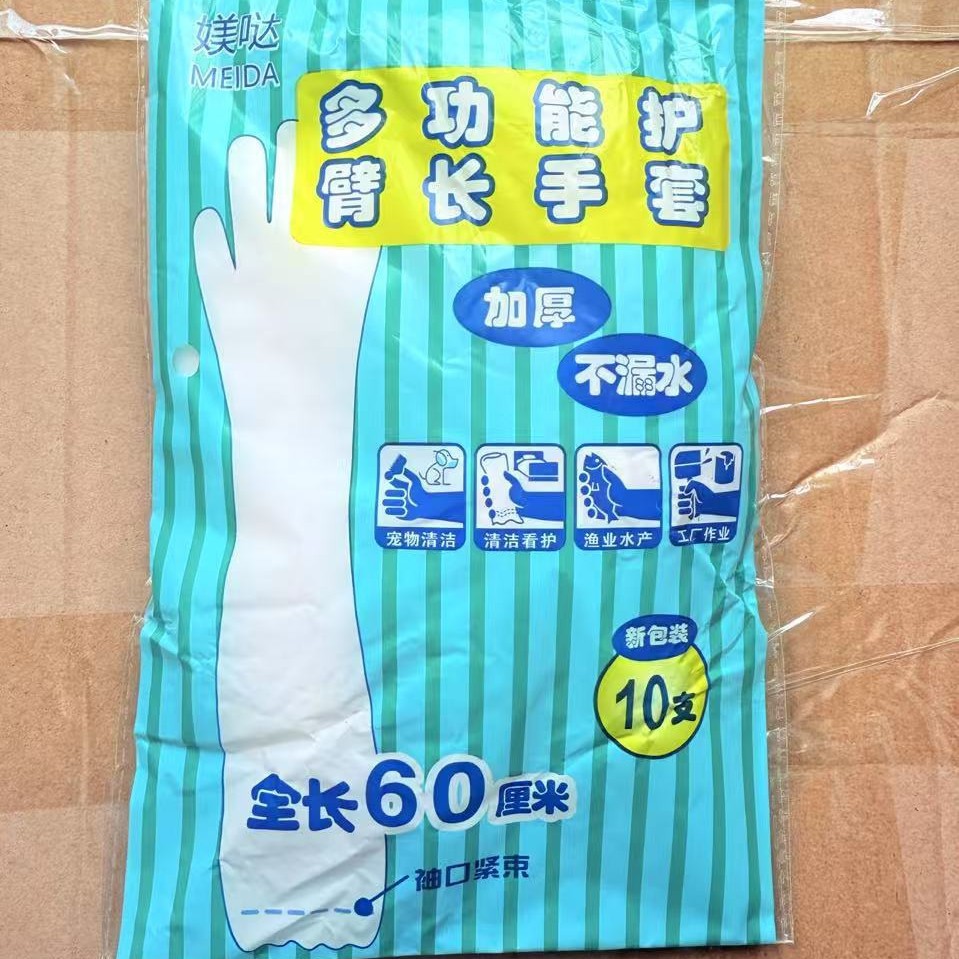 媄哒
MEIDA
多功能护
臂长手套
加厚
不漏水
宠物清洁
清洁看护
渔业水产
工厂作业
新包装
10支
全长60厘米
袖口紧束